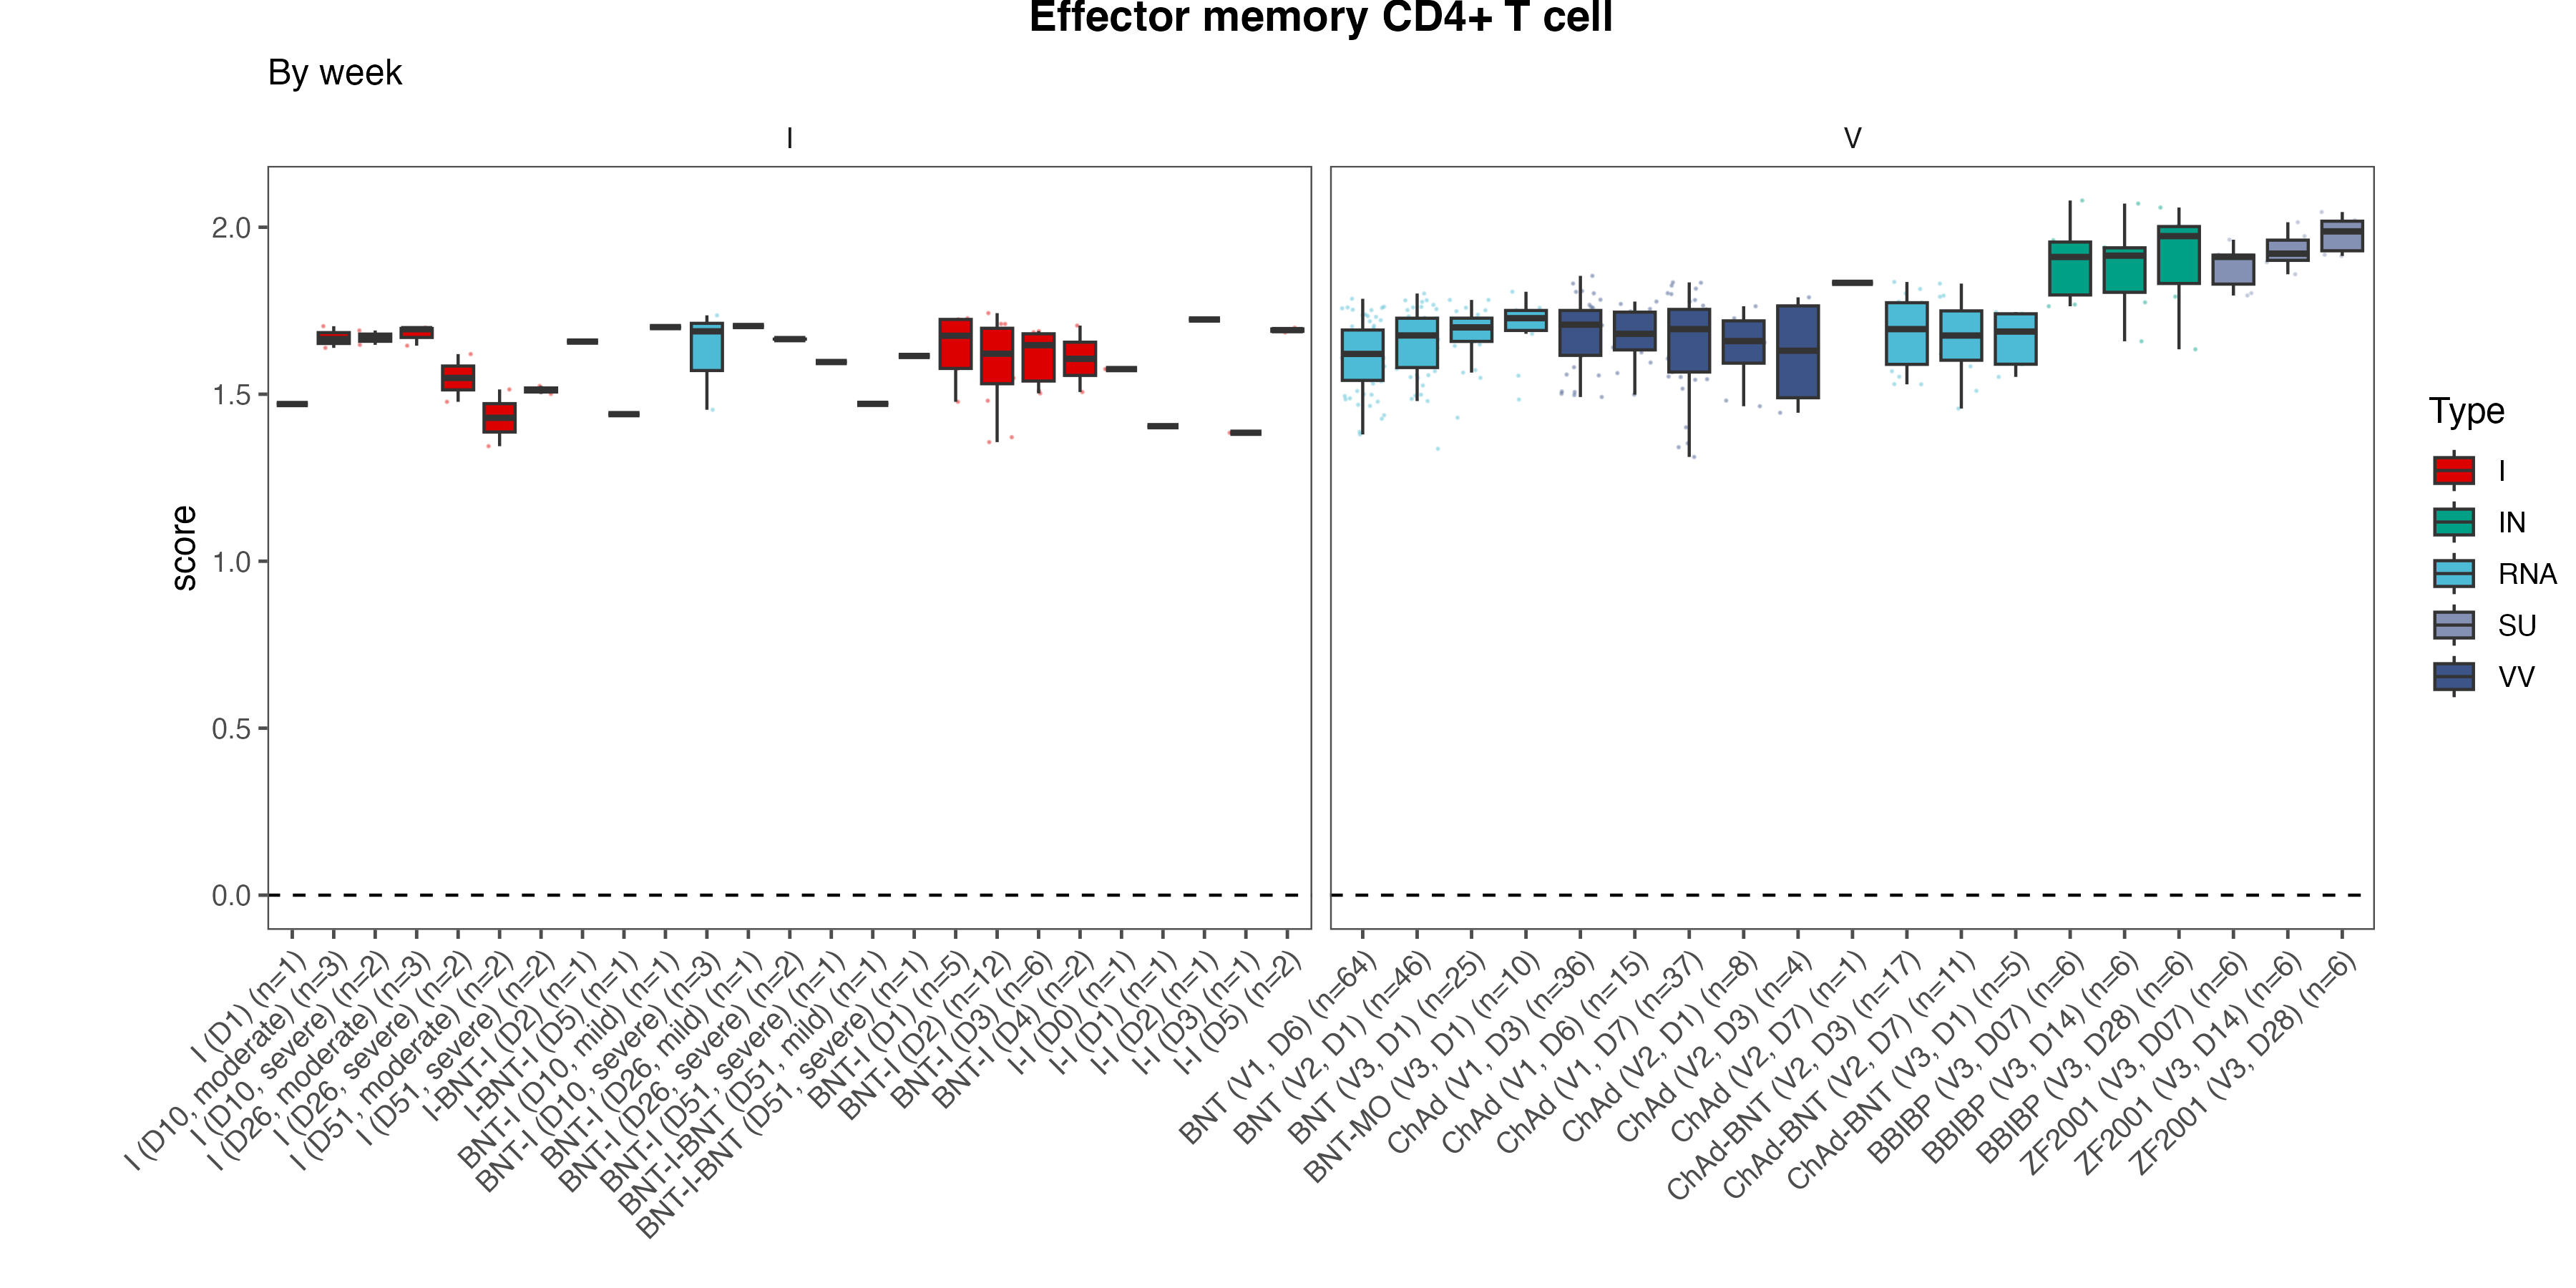 Effector memory CD4+ T cell
By week
I
V
score
2.0
1.5
1.0
0.5
0.0
I (D1) (n=1)
I (D10, moderate) (n=3)
I (D10, severe) (n=2)
I (D26, moderate) (n=3)
I (D26, severe) (n=2)
I (D51, moderate) (n=2)
I (D51, severe) (n=2)
I-BNT-I (D2) (n=1)
I-BNT-I (D5) (n=1)
BNT-I (D10, mild) (n=1)
BNT-I (D10, severe) (n=3)
BNT-I (D26, mild) (n=1)
BNT-I (D26, severe) (n=2)
BNT-I (D51, severe) (n=1)
BNT-I-BNT (D51, mild) (n=1)
BNT-I-BNT (D51, severe) (n=1)
BNT-I (D1) (n=5)
BNT-I (D2) (n=12)
BNT-I (D3) (n=6)
BNT-I (D4) (n=2)
I-I (D0) (n=1)
I-I (D1) (n=1)
I-I (D2) (n=1)
I-I (D3) (n=1)
I-I (D5) (n=2)
BNT (V1, D6) (n=64)
BNT (V2, D1) (n=46)
BNT (V3, D1) (n=25)
BNT-MO (V3, D1) (n=10)
ChAd (V1, D3) (n=36)
ChAd (V1, D6) (n=15)
ChAd (V1, D7) (n=37)
ChAd (V2, D1) (n=8)
ChAd (V2, D3) (n=4)
ChAd (V2, D7) (n=1)
ChAd-BNT (V2, D3) (n=17)
ChAd-BNT (V2, D7) (n=11)
ChAd-BNT (V3, D1) (n=5)
BBIBP (V3, D07) (n=6)
BBIBP (V3, D14) (n=6)
BBIBP (V3, D28) (n=6)
ZF2001 (V3, D07) (n=6)
ZF2001 (V3, D14) (n=6)
ZF2001 (V3, D28) (n=6)
Type
I
IN
RNA
SU
VV